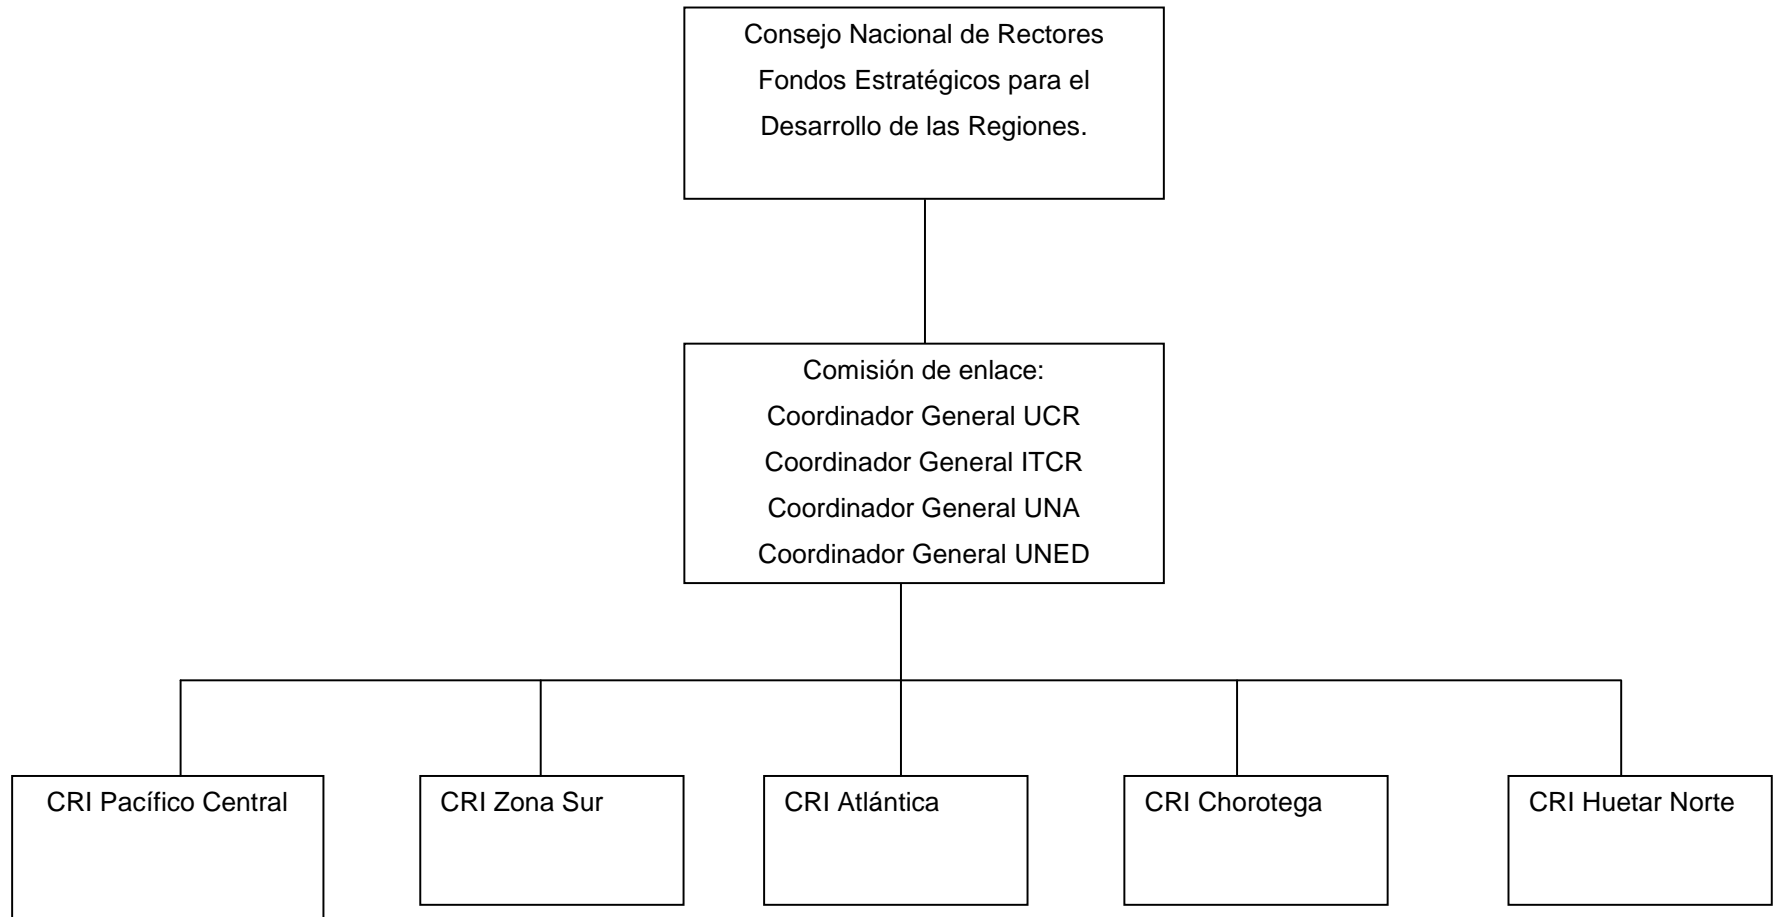 Consejo Nacional de Rectores
Fondos Estratégicos para el
Desarrollo de las Regiones.
Comisión de enlace:
Coordinador General UCR
Coordinador General ITCR
Coordinador General UNA
Coordinador General UNED
CRI Pacífico Central
CRI Zona Sur
CRI Atlántica
CRI Chorotega
CRI Huetar Norte